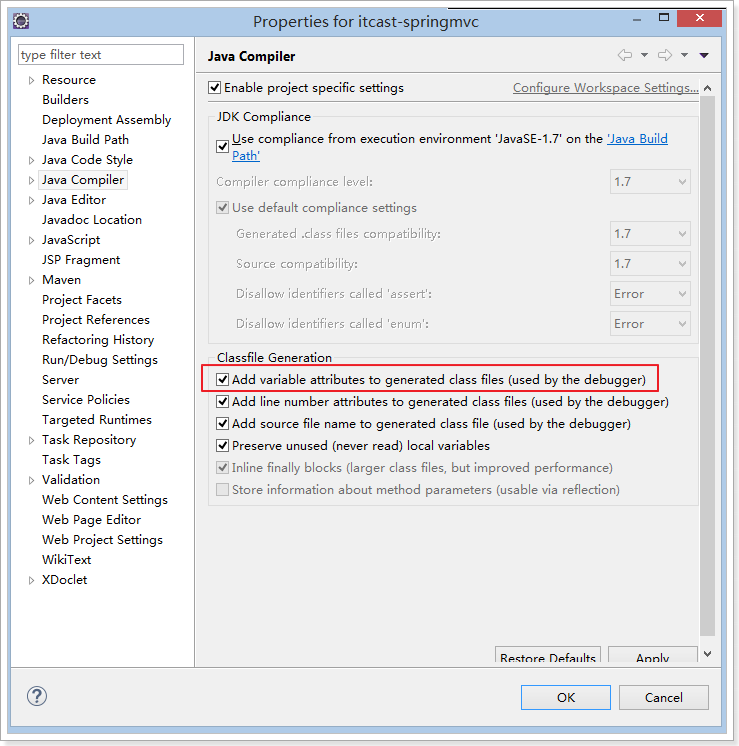 Properties for itcast-springmvc
type filter text
Resource
Builders
Deployment Assembly
Java Build Path
Java Code Style
Java Compiler
Java Editor
Javadoc Location
JavaScript
JSP Fragment
Maven
Project Facets
Project References
Refactoring History
Run/Debug Settings
Server
Service Policies
Targeted Runtimes
Task Repository
Task Tags
Validation
Web Content Settings
Web Page Editor
Web Project Settings
WikiText
XDoclet
Java Compiler
Enable project specific settings
Configure Workspace Settings...
JDK Compliance
Use compliance from execution environment 'JavaSE-1.7' on the 'Java Build
Path'
Compiler compliance level: 1.7
Use default compliance settings
Generated .class files compatibility: 1.7
Source compatibility: 1.7
Disallow identifiers called 'assert': Error
Disallow identifiers called 'enum': Error
Classfile Generation
Add variable attributes to generated class files (used by the debugger)
Add line number attributes to generated class files (used by the debugger)
Add source file name to generated class file (used by the debugger)
Preserve unused (never read) local variables
Inline finally blocks (larger class files, but improved performance)
Store information about method parameters (usable via reflection)
Restore Defaults
Apply
OK
Cancel